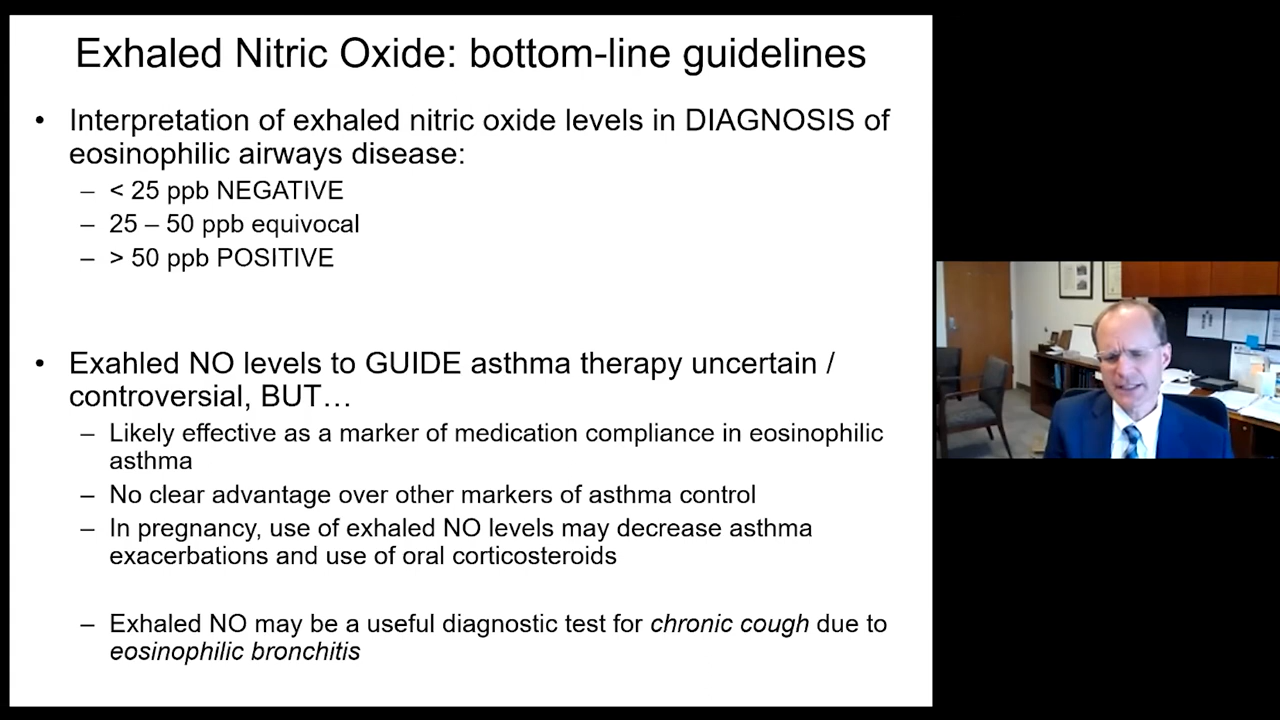 Exhaled Nitric Oxide: bottom-line guidelines
• Interpretation of exhaled nitric oxide levels in DIAGNOSIS of
eosinophilic airways disease:
– < 25 ppb NEGATIVE
– 25 – 50 ppb equivocal
– > 50 ppb POSITIVE
• Exahled NO levels to GUIDE asthma therapy uncertain /
controversial, BUT…
– Likely effective as a marker of medication compliance in eosinophilic
asthma
– No clear advantage over other markers of asthma control
– In pregnancy, use of exhaled NO levels may decrease asthma
exacerbations and use of oral corticosteroids
– Exhaled NO may be a useful diagnostic test for chronic cough due to
eosinophilic bronchitis